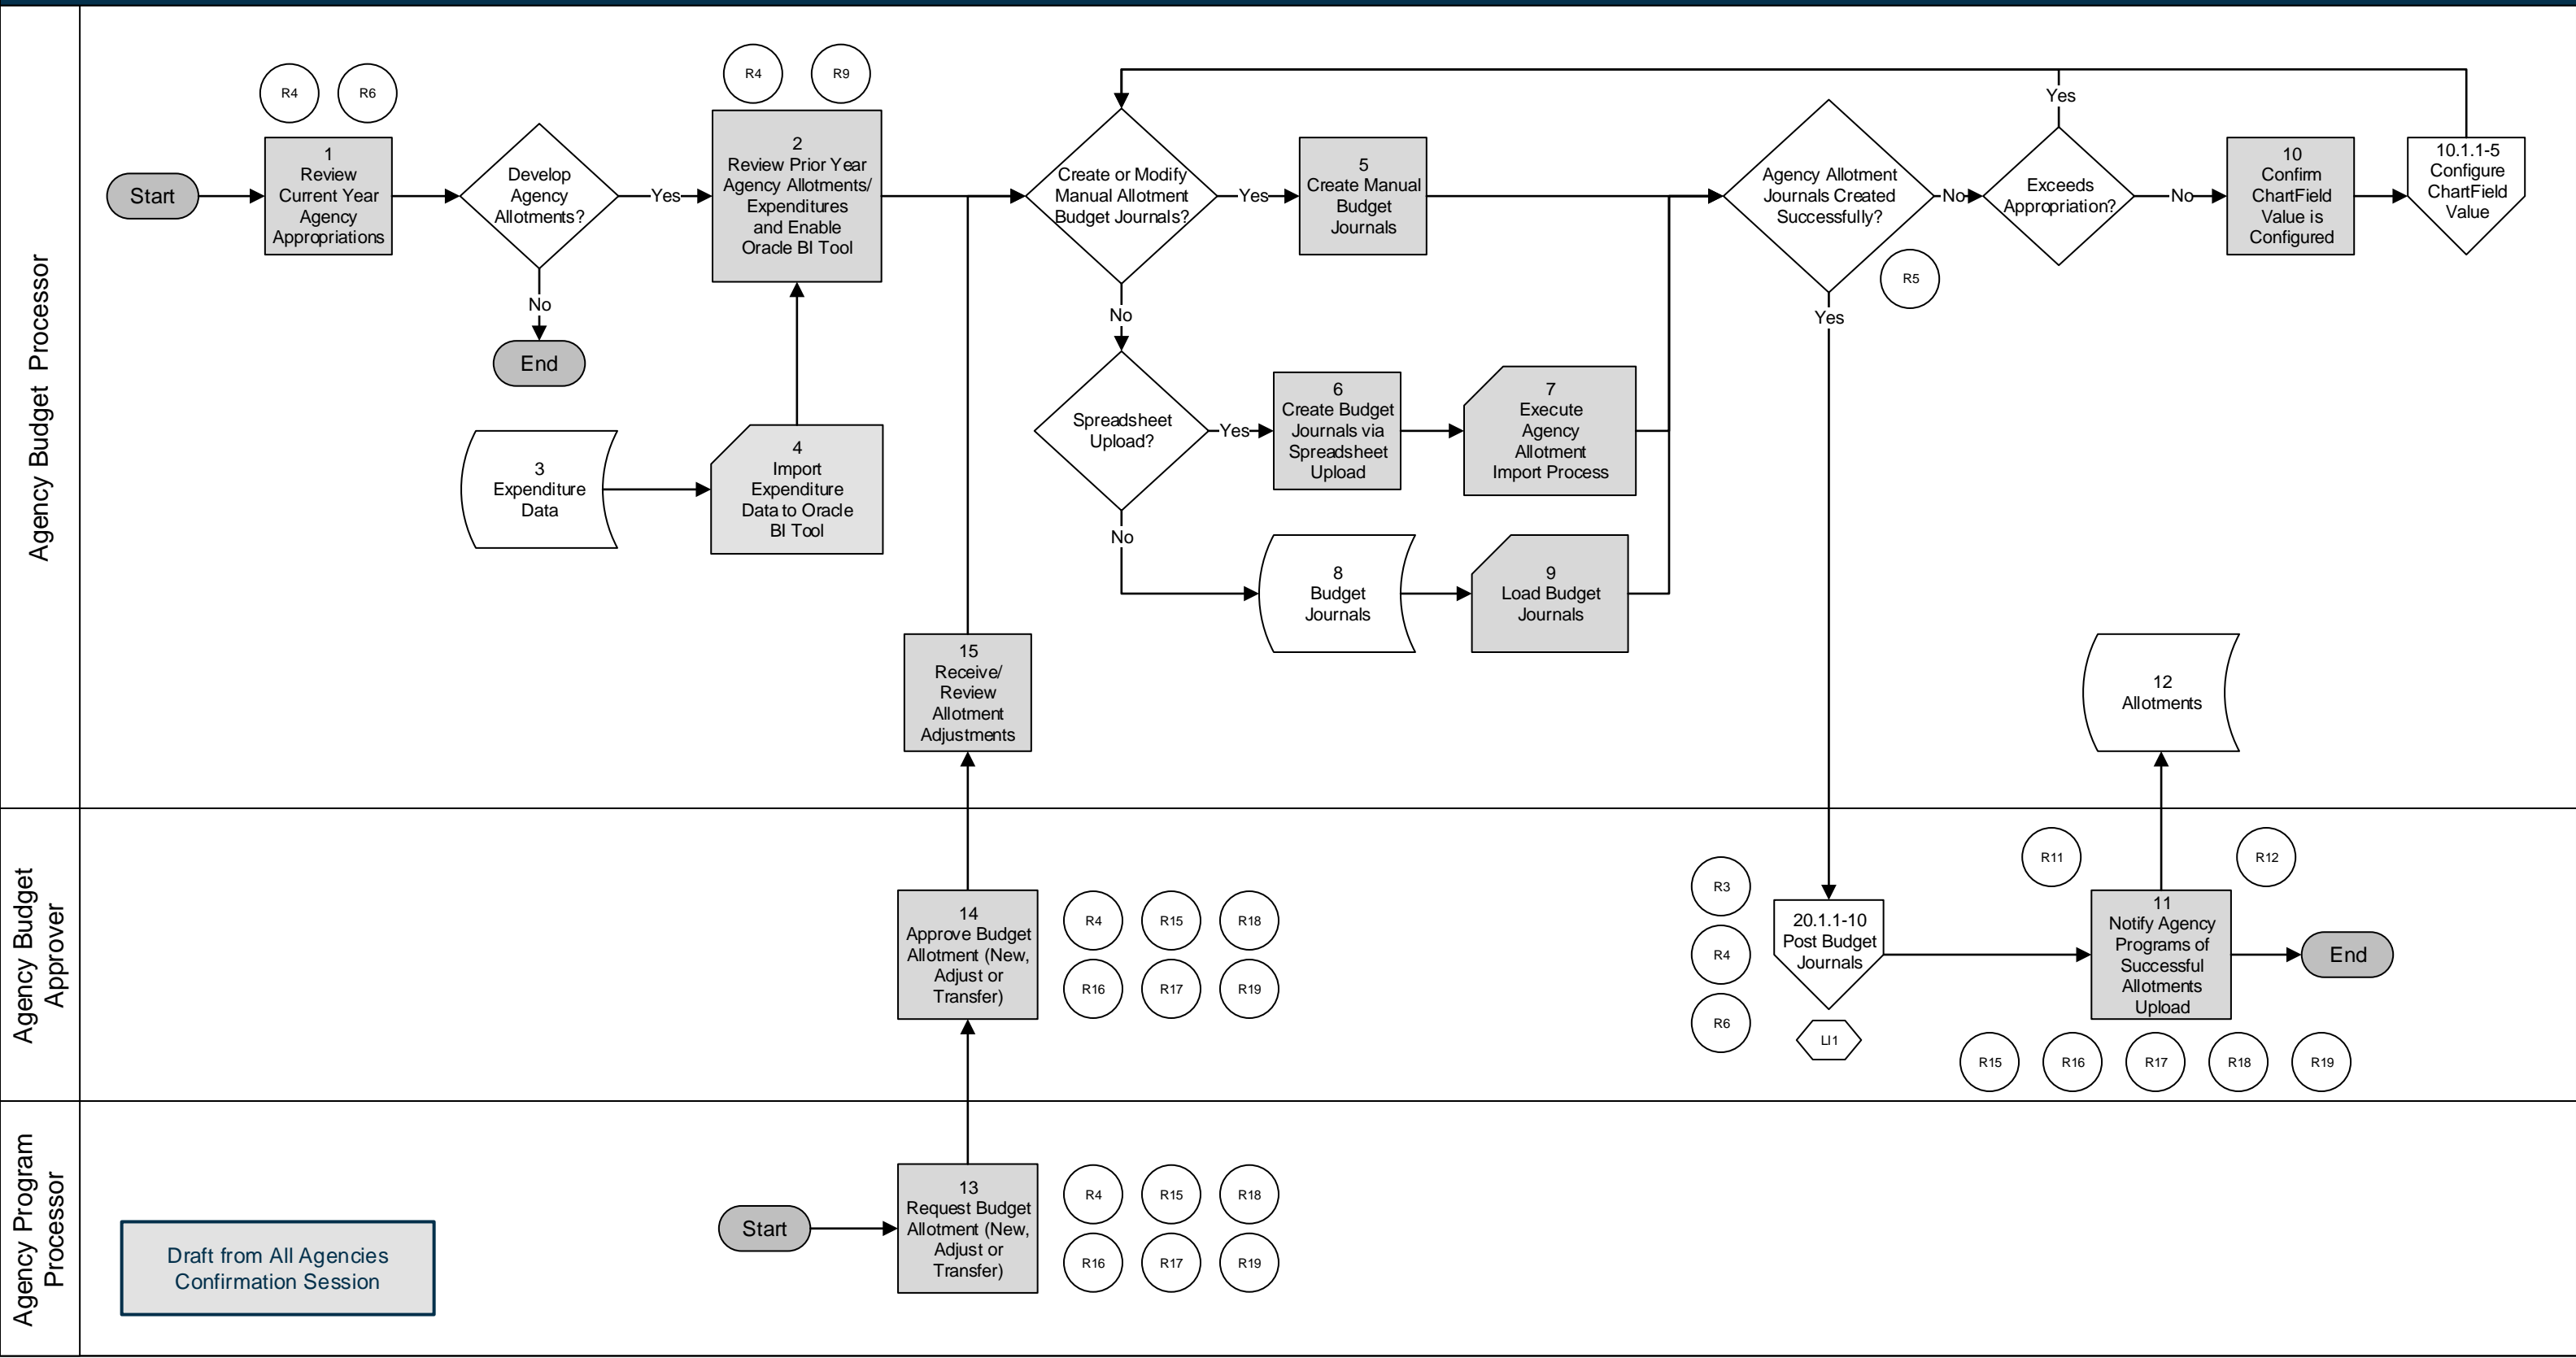 Agency Budget Processor
R4
R6
R4
R9
Start
1
Review
Current Year
Agency
Appropriations
Develop
Agency
Allotments?
Yes
No
End
2
Review Prior Year
Agency Allotments/
Expenditures
and Enable
Oracle BI Tool
3
Expenditure
Data
4
Import
Expenditure
Data to Oracle
BI Tool
Create or Modify
Manual Allotment
Budget Journals?
Yes
No
5
Create Manual
Budget
Journals
Spreadsheet
Upload?
Yes
No
6
Create Budget
Journals via
Spreadsheet
Upload
7
Execute
Agency
Allotment
Import Process
8
Budget
Journals
9
Load Budget
Journals
Agency Allotment
Journals Created
Successfully?
No
Yes
R5
Exceeds
Appropriation?
Yes
No
10
Confirm
ChartField
Value is
Configured
10.1.1-5
Configure
ChartField
Value
15
Receive/
Review
Allotment
Adjustments
12
Allotments
Agency Budget
Approver
14
Approve Budget
Allotment (New,
Adjust or
Transfer)
R4
R15
R18
R16
R17
R19
R3
R4
R6
20.1.1-10
Post Budget
Journals
LI1
R11
R12
11
Notify Agency
Programs of
Successful
Allotments
Upload
End
R15
R16
R17
R18
R19
Agency Program
Processor
Draft from All Agencies
Confirmation Session
Start
13
Request Budget
Allotment (New,
Adjust or
Transfer)
R4
R15
R18
R16
R17
R19